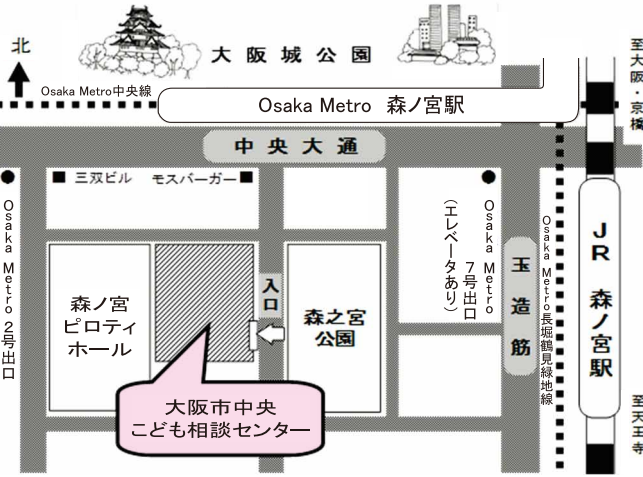 北
大阪城公園
至大阪・京橋
Osaka Metro中央線
Osaka Metro 森ノ宮駅
中央大通
三双ビル
モスバーガー
Osaka Metro 2号出口
Osaka Metro
7号出口
(エレベータあり)
Osaka Metro長堀鶴見緑地線
玉造筋
JR 森ノ宮駅
森ノ宮
ピロティ
ホール
入口
森之宮
公園
大阪市中央
こども相談センター
至天王寺